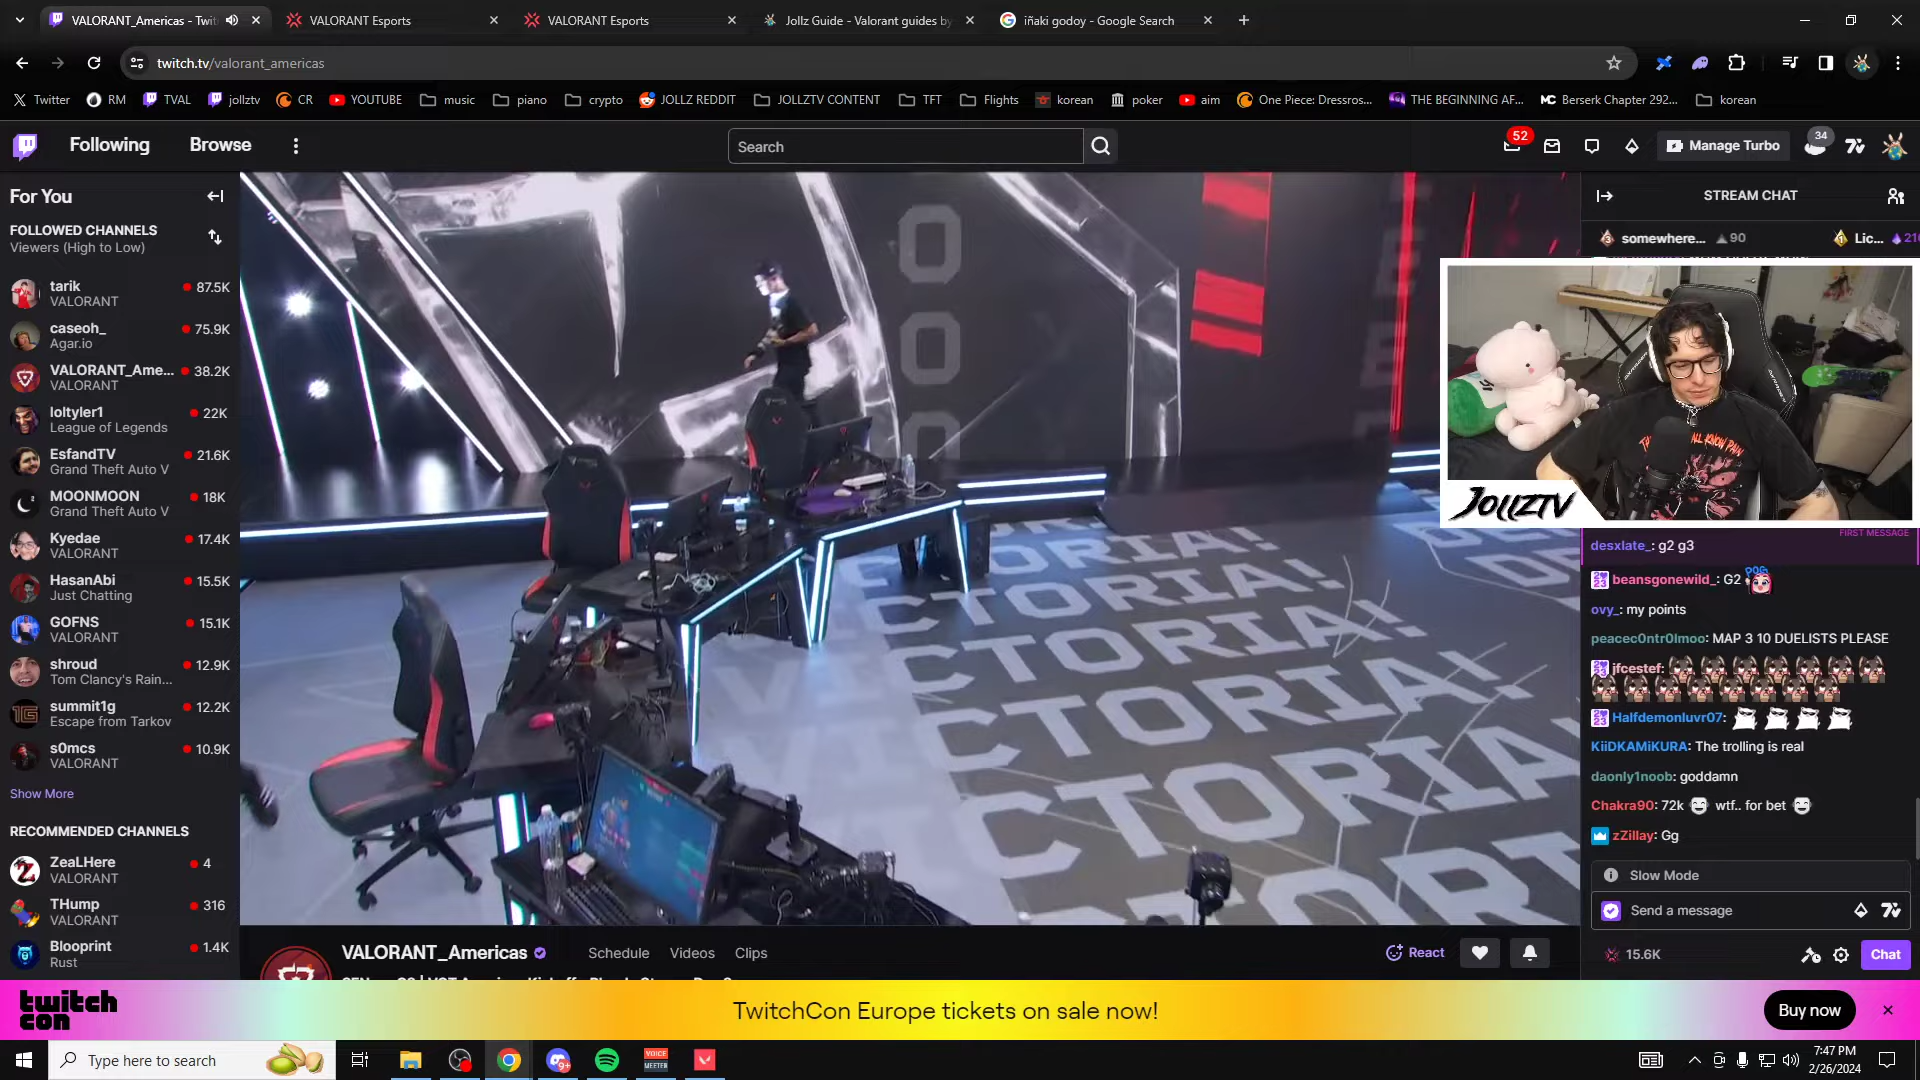 VALORANT_Americas - Twit
VALORANT Esports
VALORANT Esports
Jollz Guide - Valorant guides by
iñaki godoy - Google Search
twitch.tv/valorant_americas
Twitter
RM
TVAL
jollztv
CR
YOUTUBE
music
piano
crypto
JOLLZ REDDIT
JOLLZTV CONTENT
TFT
Flights
korean
poker
aim
One Piece: Dressros...
THE BEGINNING AF...
MC Berserk Chapter 292...
korean
Following
Browse
Search
52
Manage Turbo
34
For You
FOLLOWED CHANNELS
Viewers (High to Low)
tarik 87.5K
VALORANT
caseoh_ 75.9K
Agar.io
VALORANT_Ame... 38.2K
VALORANT
loltyler1 22K
League of Legends
EsfandTV 21.6K
Grand Theft Auto V
MOONMOON 18K
Grand Theft Auto V
Kyedae 17.4K
VALORANT
HasanAbi 15.5K
Just Chatting
GOFNS 15.1K
VALORANT
shroud 12.9K
Tom Clancy's Rain...
summit1g 12.2K
Escape from Tarkov
s0mcs 10.9K
VALORANT
Show More
RECOMMENDED CHANNELS
ZeaLHere 4
VALORANT
THump 316
VALORANT
Blooprint 1.4K
Rust
CTORIA!
CTORIA!
CTORIA!
CTORIA!
CTORIA!
VALORANT_Americas
Schedule
Videos
Clips
React
STREAM CHAT
somewhere... 90
Lic... 210
JOLLZTV
FIRST MESSAGE
desxlate_: g2 g3
beansgonewild_: G2
ovy_: my points
peacec0ntr0lmoo: MAP 3 10 DUELISTS PLEASE
jfcestef:
Halfdemonluvr07:
KiiDKAMiKURA: The trolling is real
daonly1noob: goddamn
Chakra90: 72k wtf.. for bet
zZillay: Gg
Slow Mode
Send a message
15.6K
Chat
twitch
con
TwitchCon Europe tickets on sale now!
Buy now
Type here to search
VOICE
MEETER
7:47 PM
2/26/2024